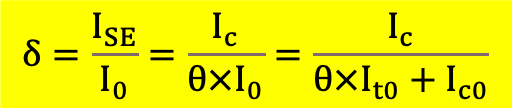 δ = I_SE / I_0 = I_c / (θ×I_0) = I_c / (θ×I_t0 + I_c0)